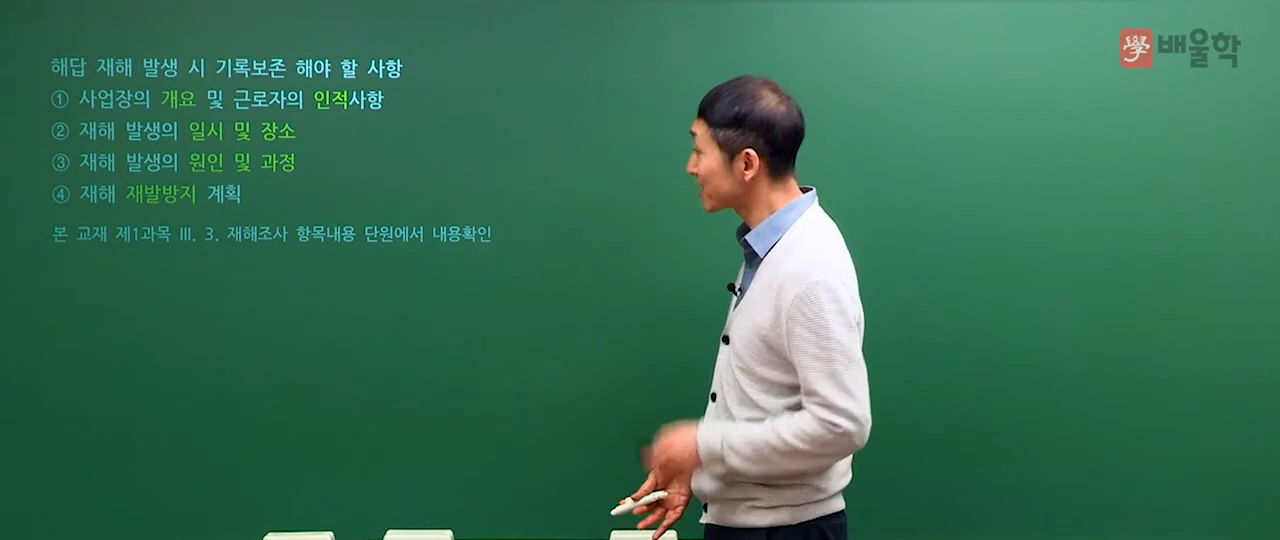 해답 재해 발생 시 기록보존 해야 할 사항
① 사업장의 개요 및 근로자의 인적사항
② 재해 발생의 일시 및 장소
③ 재해 발생의 원인 및 과정
④ 재해 재발방지 계획
본 교재 제1과목 III. 3. 재해조사 항목내용 단원에서 내용확인
學 배울학